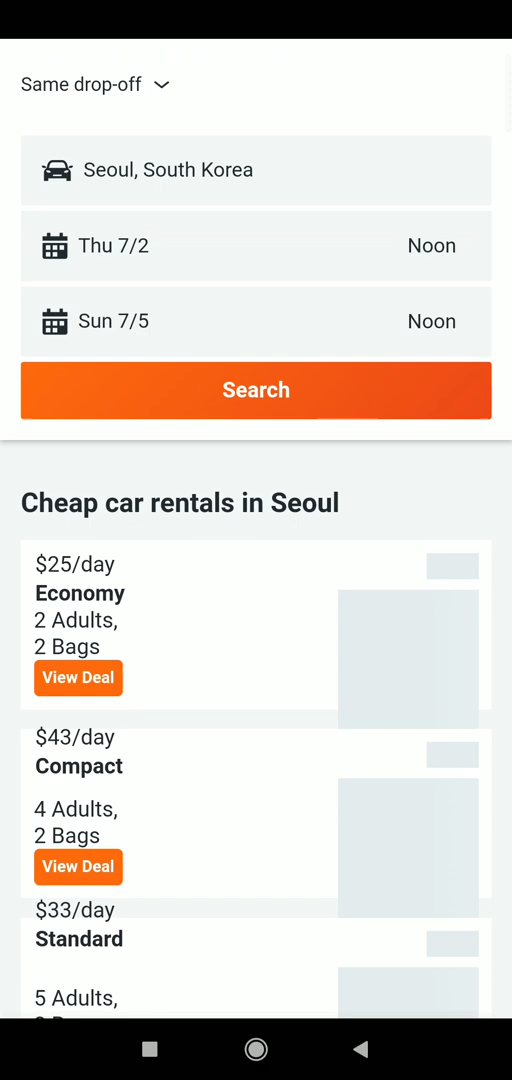 Same drop-off
Seoul, South Korea
Thu 7/2 Noon
Sun 7/5 Noon
Search
Cheap car rentals in Seoul
$25/day
Economy
2 Adults,
2 Bags
View Deal
$43/day
Compact
4 Adults,
2 Bags
View Deal
$33/day
Standard
5 Adults,